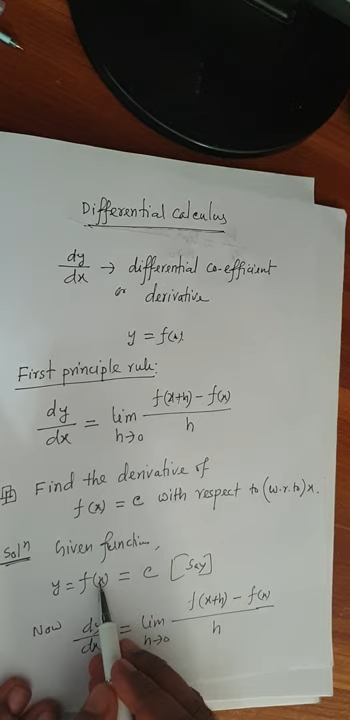 Differential calculus
dy/dx → differential co-efficient
or derivative
y = f(x).
First principle rule:
dy/dx = lim h→0 f(x+h) - f(x) / h
Find the derivative of
f(x) = c with respect to (w.r.to) x.
Solⁿ Given function,
y = f(x) = c [Say]
Now dy/dx = lim h→0 f(x+h) - f(x) / h